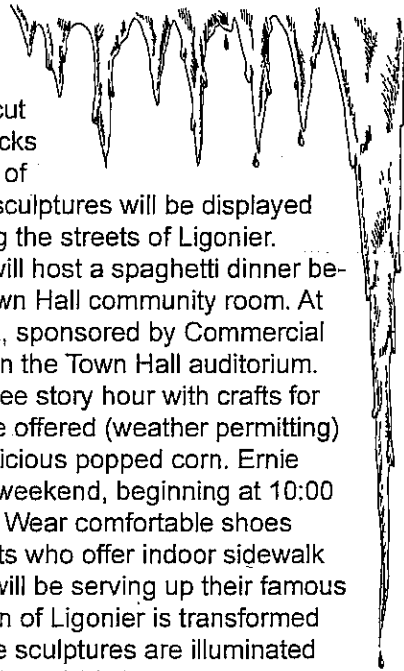 cut
cks
of
sculptures will be displayed
g the streets of Ligonier.
will host a spaghetti dinner be-
wn Hall community room. At
, sponsored by Commercial
n the Town Hall auditorium.
ee story hour with crafts for
e offered (weather permitting)
icious popped corn. Ernie
weekend, beginning at 10:00
Wear comfortable shoes
ts who offer indoor sidewalk
will be serving up their famous
n of Ligonier is transformed
e sculptures are illuminated